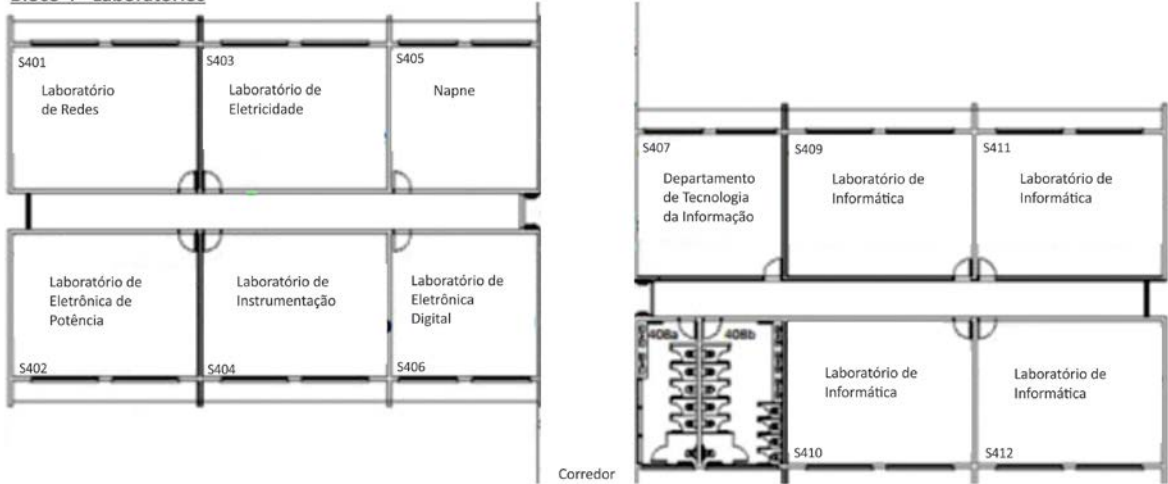 S401
Laboratório
de Redes
S403
Laboratório de
Eletricidade
S405
Napne
Laboratório de
Eletrônica de
Potência
S402
Laboratório de
Instrumentação
S404
Laboratório de
Eletrônica
Digital
S406
Corredor
S407
Departamento
de Tecnologia
da Informação
S409
Laboratório de
Informática
S411
Laboratório de
Informática
408a
408b
Laboratório de
Informática
S410
Laboratório de
Informática
S412